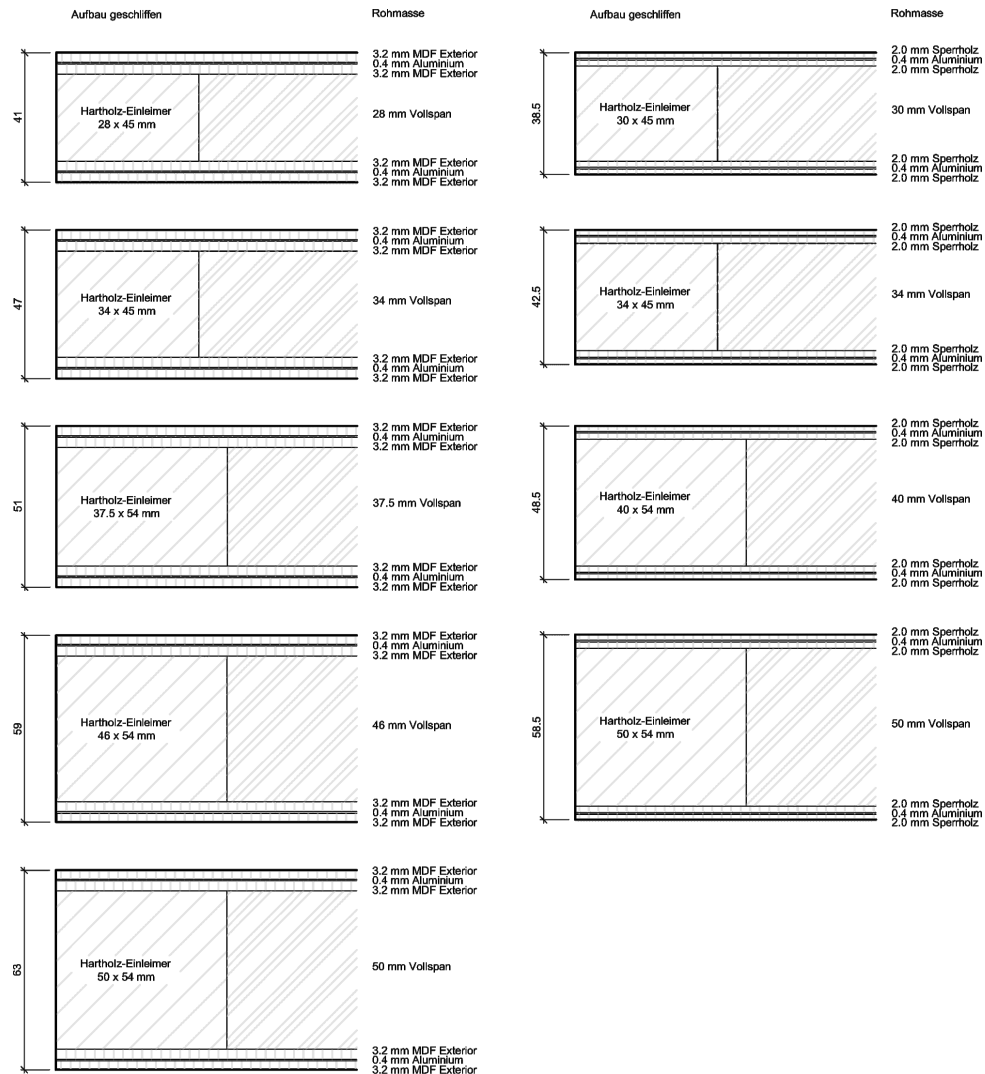 Aufbau geschliffen
Rohmasse
41
3.2 mm MDF Exterior
0.4 mm Aluminium
3.2 mm MDF Exterior
Hartholz-Einleimer
28 x 45 mm
28 mm Vollspan
3.2 mm MDF Exterior
0.4 mm Aluminium
3.2 mm MDF Exterior
47
3.2 mm MDF Exterior
0.4 mm Aluminium
3.2 mm MDF Exterior
Hartholz-Einleimer
34 x 45 mm
34 mm Vollspan
3.2 mm MDF Exterior
0.4 mm Aluminium
3.2 mm MDF Exterior
51
3.2 mm MDF Exterior
0.4 mm Aluminium
3.2 mm MDF Exterior
Hartholz-Einleimer
37.5 x 54 mm
37.5 mm Vollspan
3.2 mm MDF Exterior
0.4 mm Aluminium
3.2 mm MDF Exterior
59
3.2 mm MDF Exterior
0.4 mm Aluminium
3.2 mm MDF Exterior
Hartholz-Einleimer
46 x 54 mm
46 mm Vollspan
3.2 mm MDF Exterior
0.4 mm Aluminium
3.2 mm MDF Exterior
63
3.2 mm MDF Exterior
0.4 mm Aluminium
3.2 mm MDF Exterior
Hartholz-Einleimer
50 x 54 mm
50 mm Vollspan
3.2 mm MDF Exterior
0.4 mm Aluminium
3.2 mm MDF Exterior
Aufbau geschliffen
Rohmasse
38.5
2.0 mm Sperrholz
0.4 mm Aluminium
2.0 mm Sperrholz
Hartholz-Einleimer
30 x 45 mm
30 mm Vollspan
2.0 mm Sperrholz
0.4 mm Aluminium
2.0 mm Sperrholz
42.5
2.0 mm Sperrholz
0.4 mm Aluminium
2.0 mm Sperrholz
Hartholz-Einleimer
34 x 45 mm
34 mm Vollspan
2.0 mm Sperrholz
0.4 mm Aluminium
2.0 mm Sperrholz
48.5
2.0 mm Sperrholz
0.4 mm Aluminium
2.0 mm Sperrholz
Hartholz-Einleimer
40 x 54 mm
40 mm Vollspan
2.0 mm Sperrholz
0.4 mm Aluminium
2.0 mm Sperrholz
58.5
2.0 mm Sperrholz
0.4 mm Aluminium
2.0 mm Sperrholz
Hartholz-Einleimer
50 x 54 mm
50 mm Vollspan
2.0 mm Sperrholz
0.4 mm Aluminium
2.0 mm Sperrholz